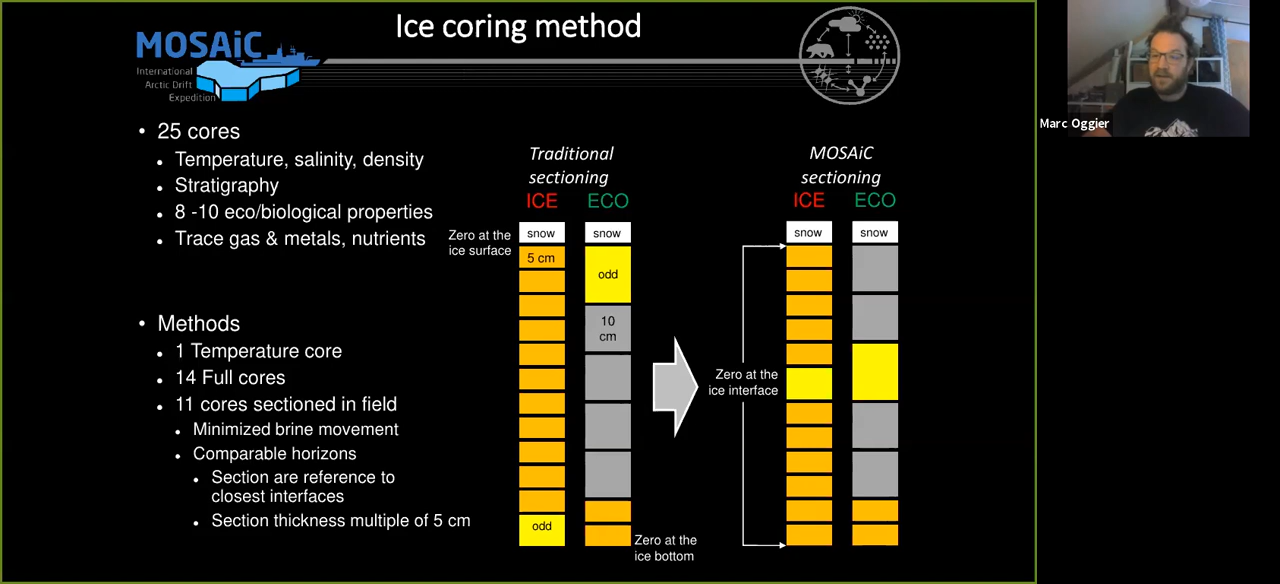 Ice coring method
MOSAiC
International
Arctic Drift
Expedition
Marc Oggier
• 25 cores
• Temperature, salinity, density
• Stratigraphy
• 8 -10 eco/biological properties
• Trace gas & metals, nutrients
• Methods
• 1 Temperature core
• 14 Full cores
• 11 cores sectioned in field
• Minimized brine movement
• Comparable horizons
• Section are reference to
closest interfaces
• Section thickness multiple of 5 cm
Traditional
sectioning
ICE ECO
Zero at the
ice surface
snow snow
5 cm
odd
10
cm
odd
Zero at the
ice bottom
MOSAiC
sectioning
ICE ECO
snow snow
Zero at the
ice interface